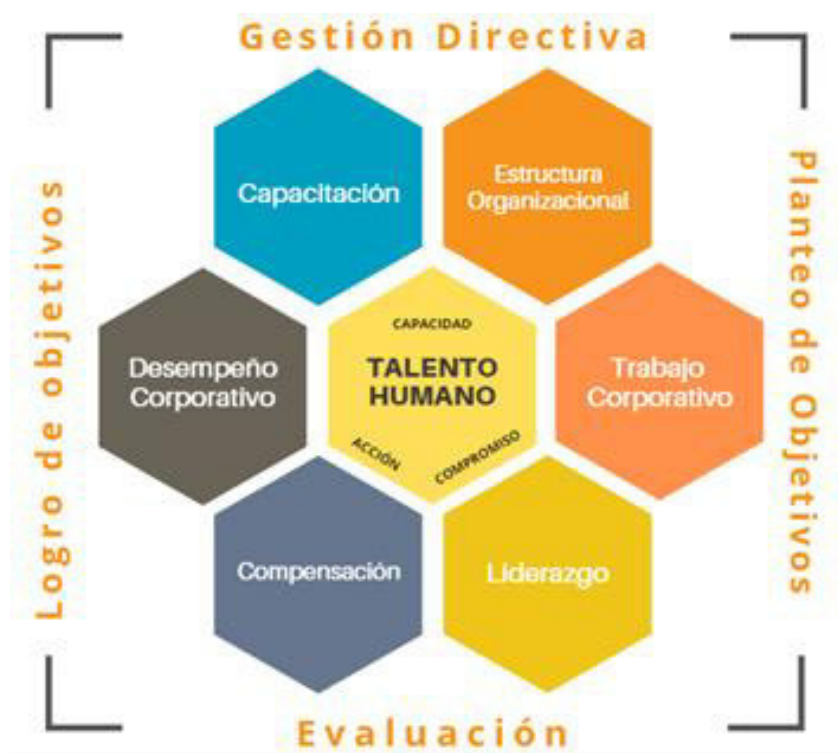 Gestión Directiva
Capacitación
Estructura
Organizacional
Logro de objetivos
Planteo de Objetivos
Desempeño
Corporativo
CAPACIDAD
TALENTO
HUMANO
ACCIÓN
COMPROMISO
Trabajo
Corporativo
Compensación
Liderazgo
Evaluación